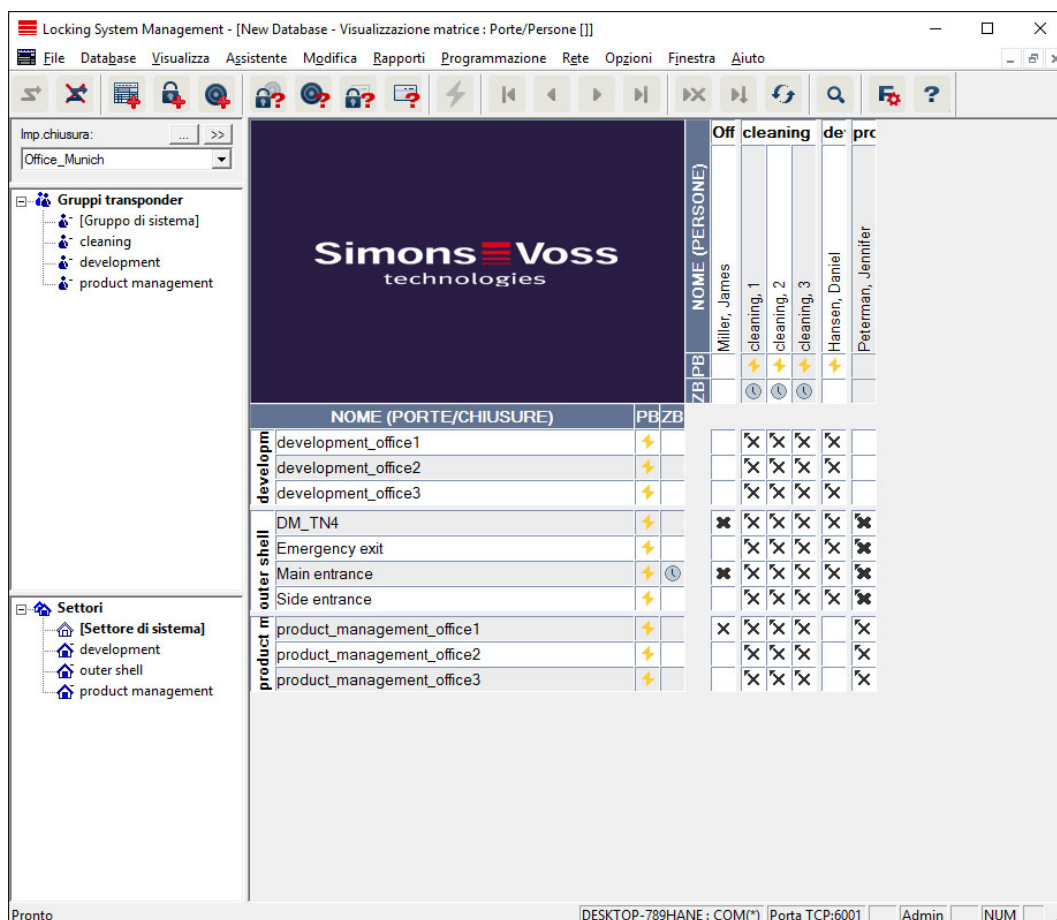 Locking System Management - [New Database - Visualizzazione matrice : Porte/Persone []]
File Database Visualizza Assistente Modifica Rapporti Programmazione Rete Opzioni Finestra Aiuto
Imp.chiusura: ... >>
Office_Munich
Gruppi transponder
[Gruppo di sistema]
cleaning
development
product management
Settori
[Settore di sistema]
development
outer shell
product management
Simons Voss
technologies
NOME (PERSONE)
PB
ZB
Off cleaning de pro
Miller, James
cleaning, 1
cleaning, 2
cleaning, 3
Hansen, Daniel
Peterman, Jennifer
NOME (PORTE/CHIUSURE) PB ZB
developm
development_office1
development_office2
development_office3
outer shell
DM_TN4
Emergency exit
Main entrance
Side entrance
product m
product_management_office1
product_management_office2
product_management_office3
Pronto DESKTOP-789HANE : COM(*) Porta TCP:6001 Admin NUM